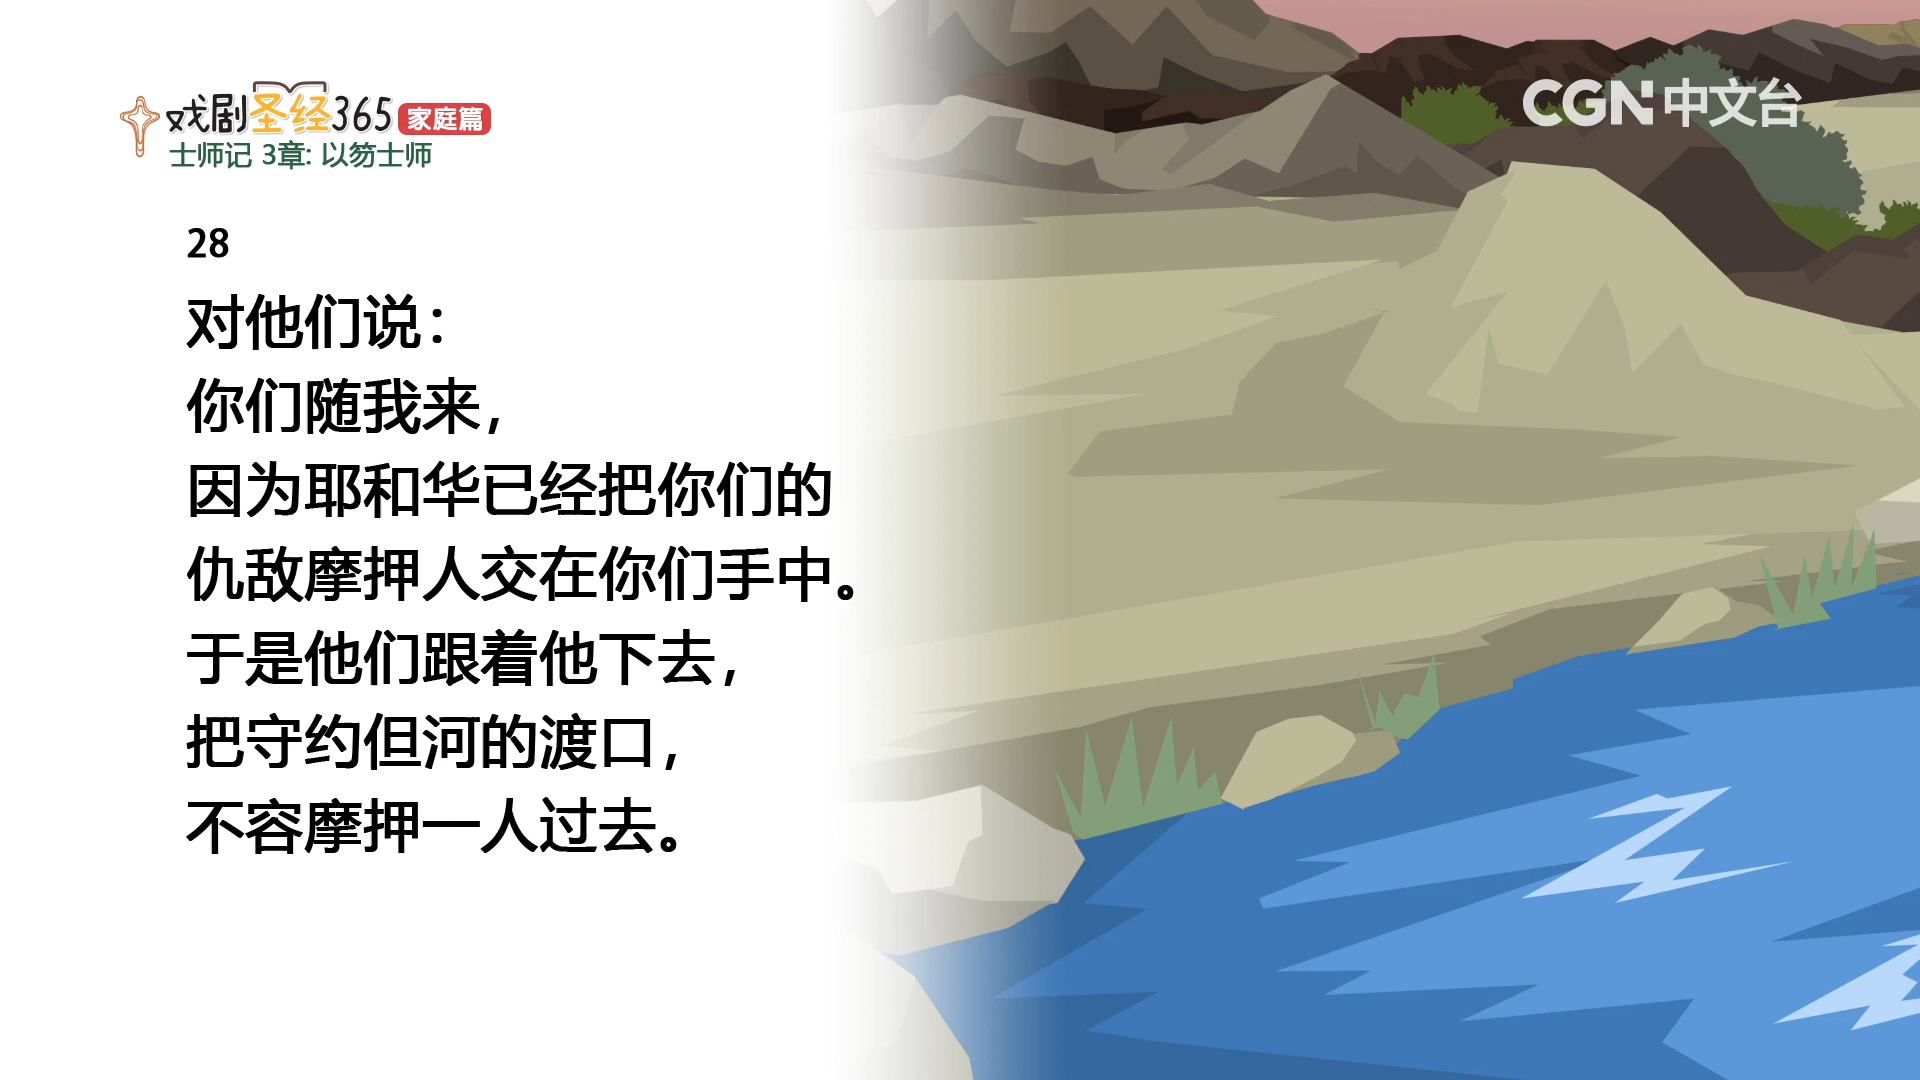 戏剧圣经365 家庭篇
士师记 3章: 以笏士师
CGN 中文台
28
对他们说：
你们随我来，
因为耶和华已经把你们的
仇敌摩押人交在你们手中。
于是他们跟着他下去，
把守约但河的渡口，
不容摩押一人过去。